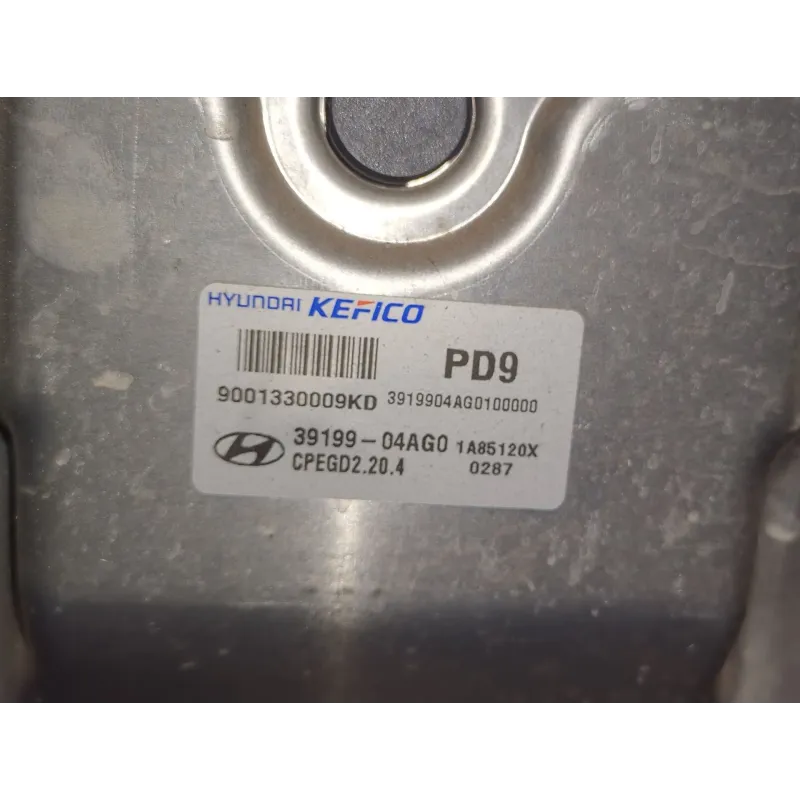 HYUNDAI KEFICO
PD9
9001330009KD 3919904AG0100000
39199-04AG0 1A85120X
CPEGD2.20.4 0287